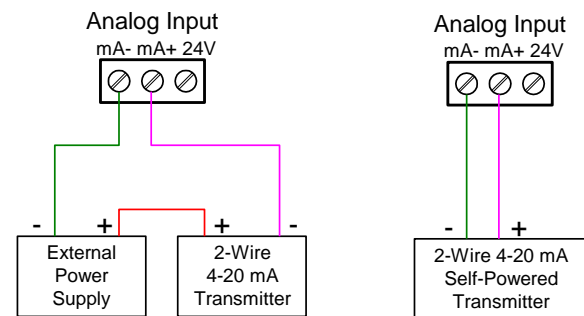 Analog Input
mA- mA+ 24V
- + + -
External
Power
Supply
2-Wire
4-20 mA
Transmitter
Analog Input
mA- mA+ 24V
- +
2-Wire 4-20 mA
Self-Powered
Transmitter